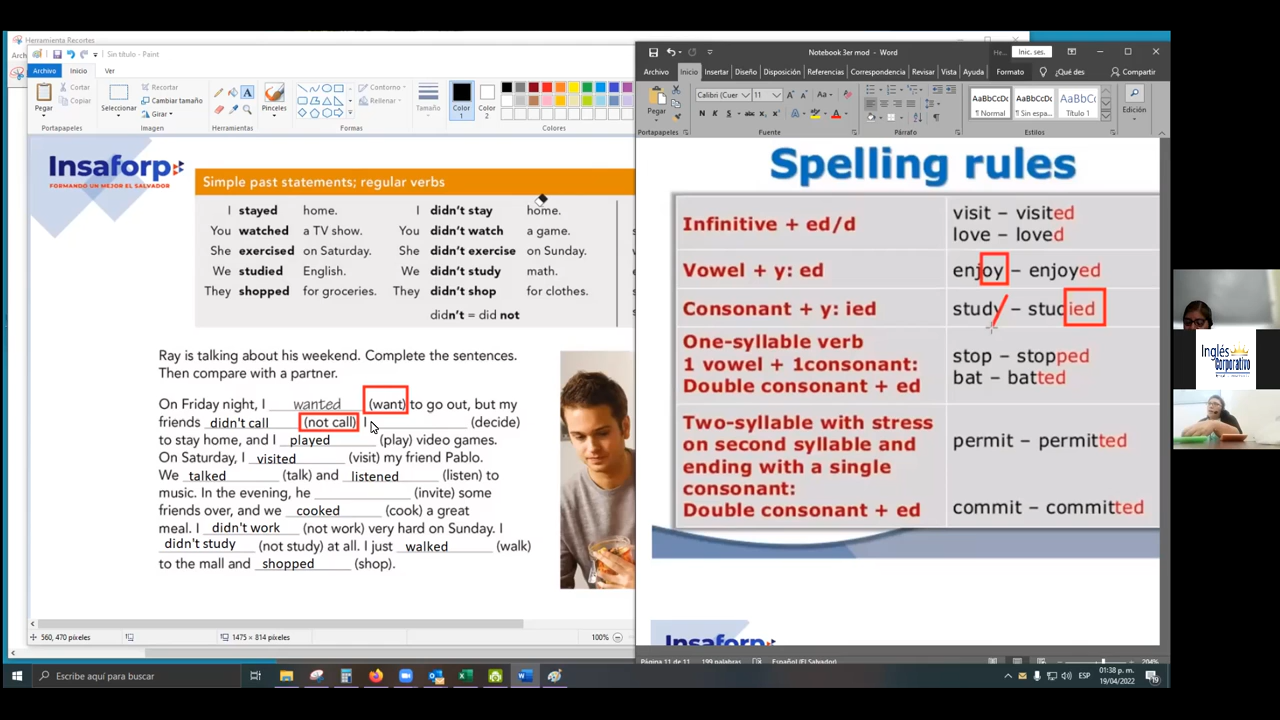 Herramienta Recortes
Arch
Sin título - Paint
Archivo Inicio Ver
Pegar
Cortar
Copiar
Seleccionar
Recortar
Cambiar tamaño
Girar
Pinceles
Contorno
Rellenar
Tamaño
Color 1
Color 2
Portapapeles Imagen Herramientas Formas Colores
Insaforp
FORMANDO UN MEJOR EL SALVADOR
Simple past statements; regular verbs
I stayed home. I didn't stay home.
You watched a TV show. You didn't watch a game.
She exercised on Saturday. She didn't exercise on Sunday.
We studied English. We didn't study math.
They shopped for groceries. They didn't shop for clothes.
didn't = did not
Ray is talking about his weekend. Complete the sentences.
Then compare with a partner.
On Friday night, I wanted (want) to go out, but my
friends didn't call (not call) I (decide)
to stay home, and I played (play) video games.
On Saturday, I visited (visit) my friend Pablo.
We talked (talk) and listened (listen) to
music. In the evening, he (invite) some
friends over, and we cooked (cook) a great
meal. I didn't work (not work) very hard on Sunday. I
didn't study (not study) at all. I just walked (walk)
to the mall and shopped (shop).
560, 470 píxeles 1475 × 814 píxeles 100%
Notebook 3er mod - Word
He... Inic. ses.
Archivo Inicio Insertar Diseño Disposición Referencias Correspondencia Revisar Vista Ayuda Formato ¿Qué des Compartir
Pegar
Calibri (Cuer 11
N K S abc x₂ x²
AaBbCcDc AaBbCcDc AaBbCc
¶ Normal ¶ Sin espa... Título 1
Edición
Portapapeles Fuente Párrafo Estilos
Spelling rules
Infinitive + ed/d
visit – visited
love – loved
Vowel + y: ed
enjoy – enjoyed
Consonant + y: ied
study – studied
One-syllable verb
1 vowel + 1consonant:
Double consonant + ed
stop – stopped
bat – batted
Two-syllable with stress
on second syllable and
ending with a single
consonant:
Double consonant + ed
permit – permitted
commit – committed
Insaforp
Página 11 de 11 199 palabras Español (El Salvador) 204%
Inglés
Corporativo
Escribe aquí para buscar
ESP
01:38 p. m.
19/04/2022
19